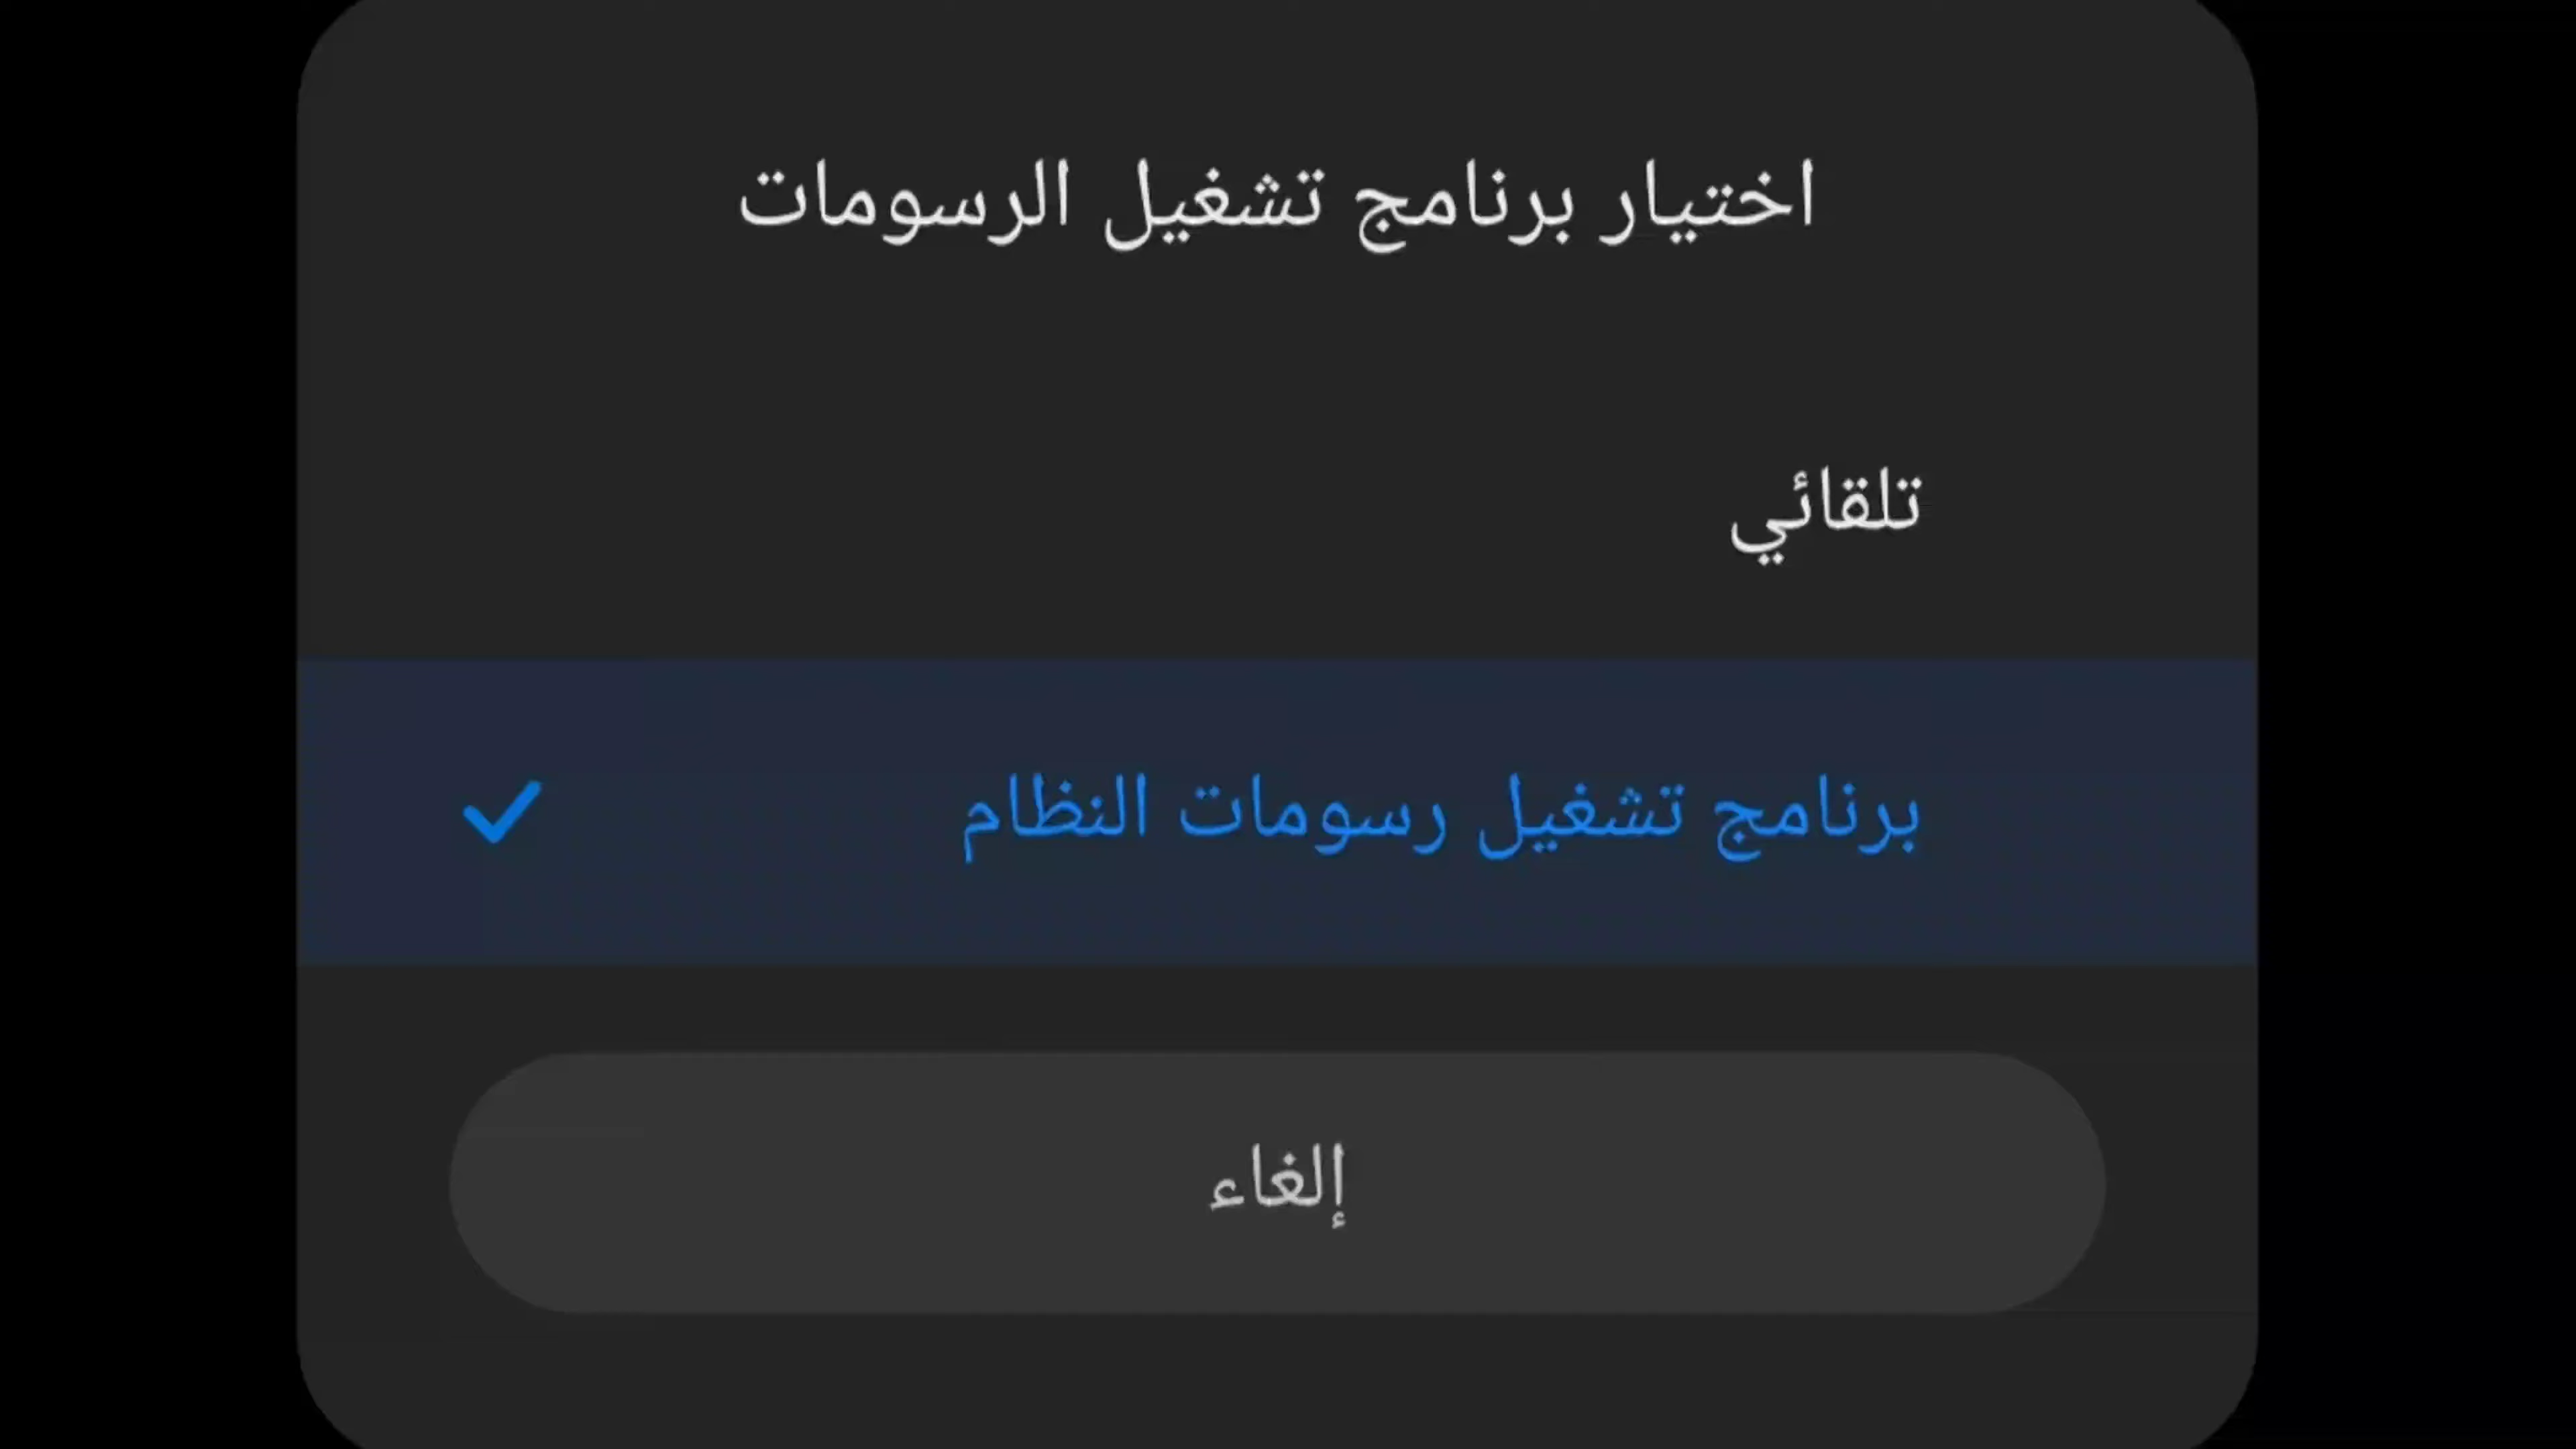 اختيار برنامج تشغيل الرسومات
تلقائي
برنامج تشغيل رسومات النظام
إلغاء